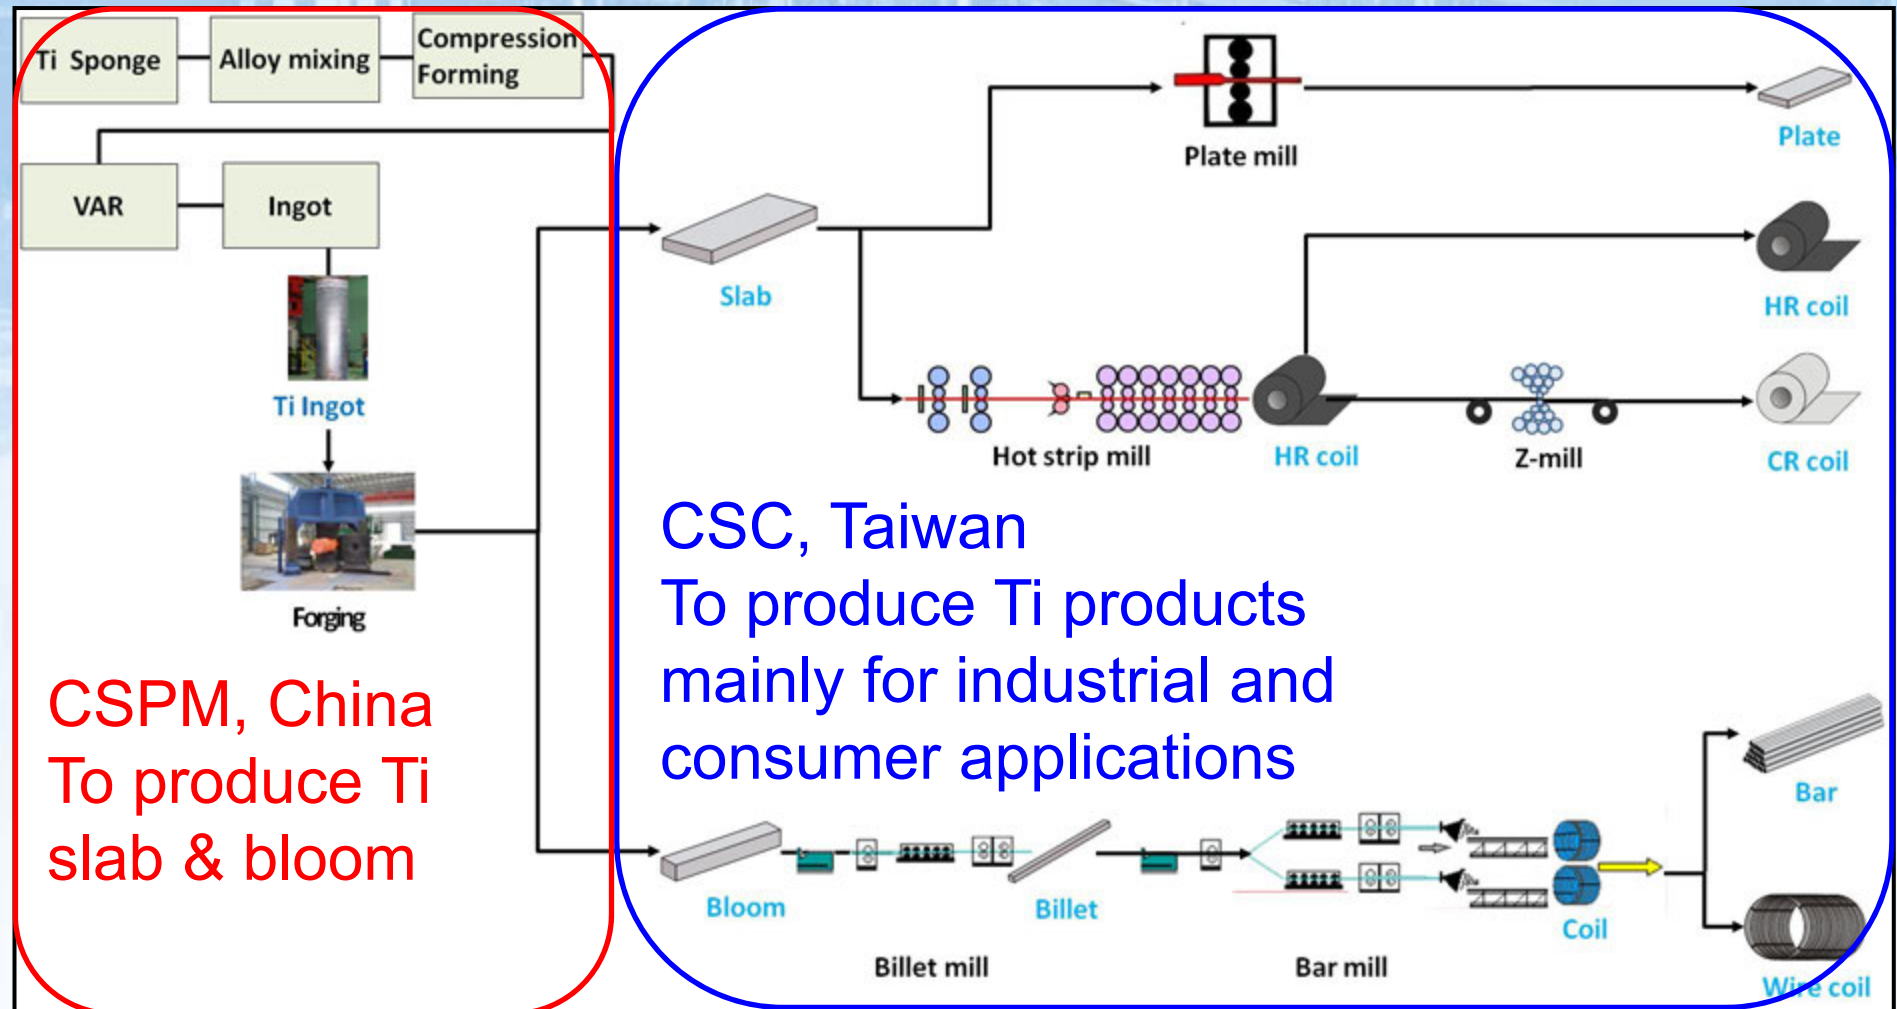 Ti Sponge
Alloy mixing
Compression
Forming
VAR
Ingot
Ti Ingot
Forging
CSPM, China
To produce Ti
slab & bloom
Slab
Plate mill
Plate
HR coil
Hot strip mill
HR coil
Z-mill
CR coil
CSC, Taiwan
To produce Ti products
mainly for industrial and
consumer applications
Bloom
Billet mill
Billet
Bar mill
Coil
Bar
Wire coil